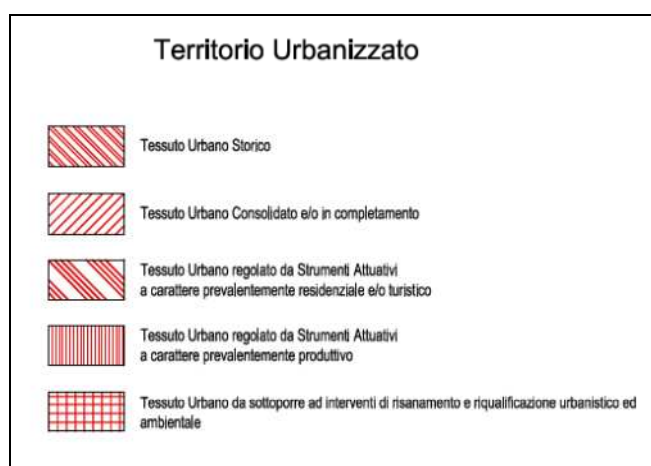 Territorio Urbanizzato
Tessuto Urbano Storico
Tessuto Urbano Consolidato e/o in completamento
Tessuto Urbano regolato da Strumenti Attuativi
a carattere prevalentemente residenziale e/o turistico
Tessuto Urbano regolato da Strumenti Attuativi
a carattere prevalentemente produttivo
Tessuto Urbano da sottoporre ad interventi di risanamento e riqualificazione urbanistico ed
ambientale